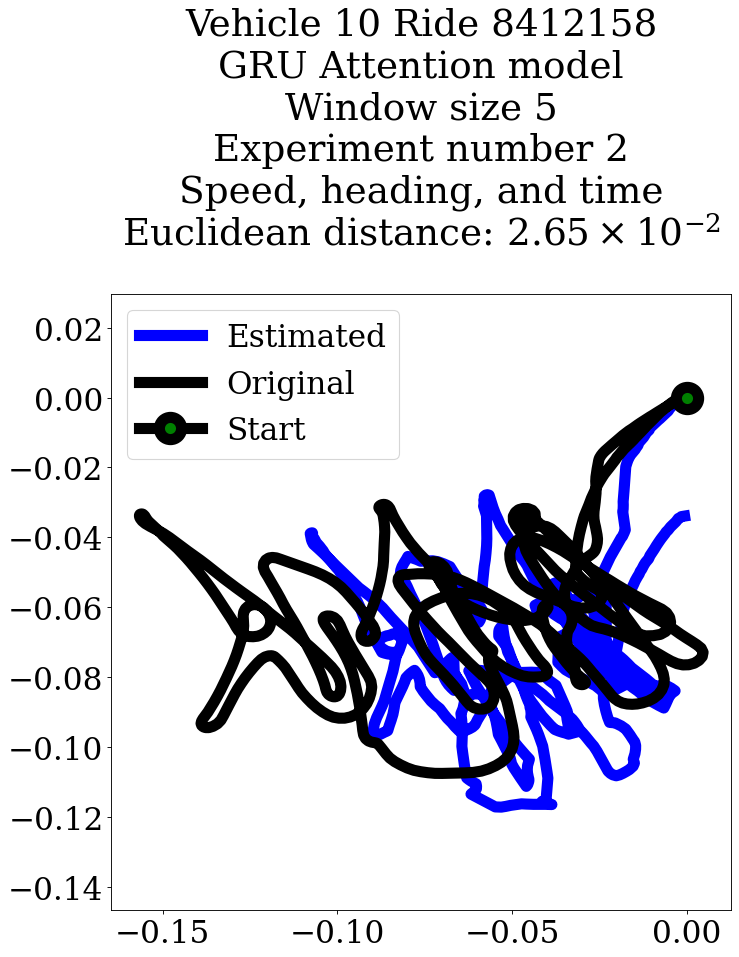 Vehicle 10 Ride 8412158
GRU Attention model
Window size 5
Experiment number 2
Speed, heading, and time
Euclidean distance: 2.65 × 10⁻²
Estimated
Original
Start
0.02
0.00
−0.02
−0.04
−0.06
−0.08
−0.10
−0.12
−0.14
−0.15
−0.10
−0.05
0.00